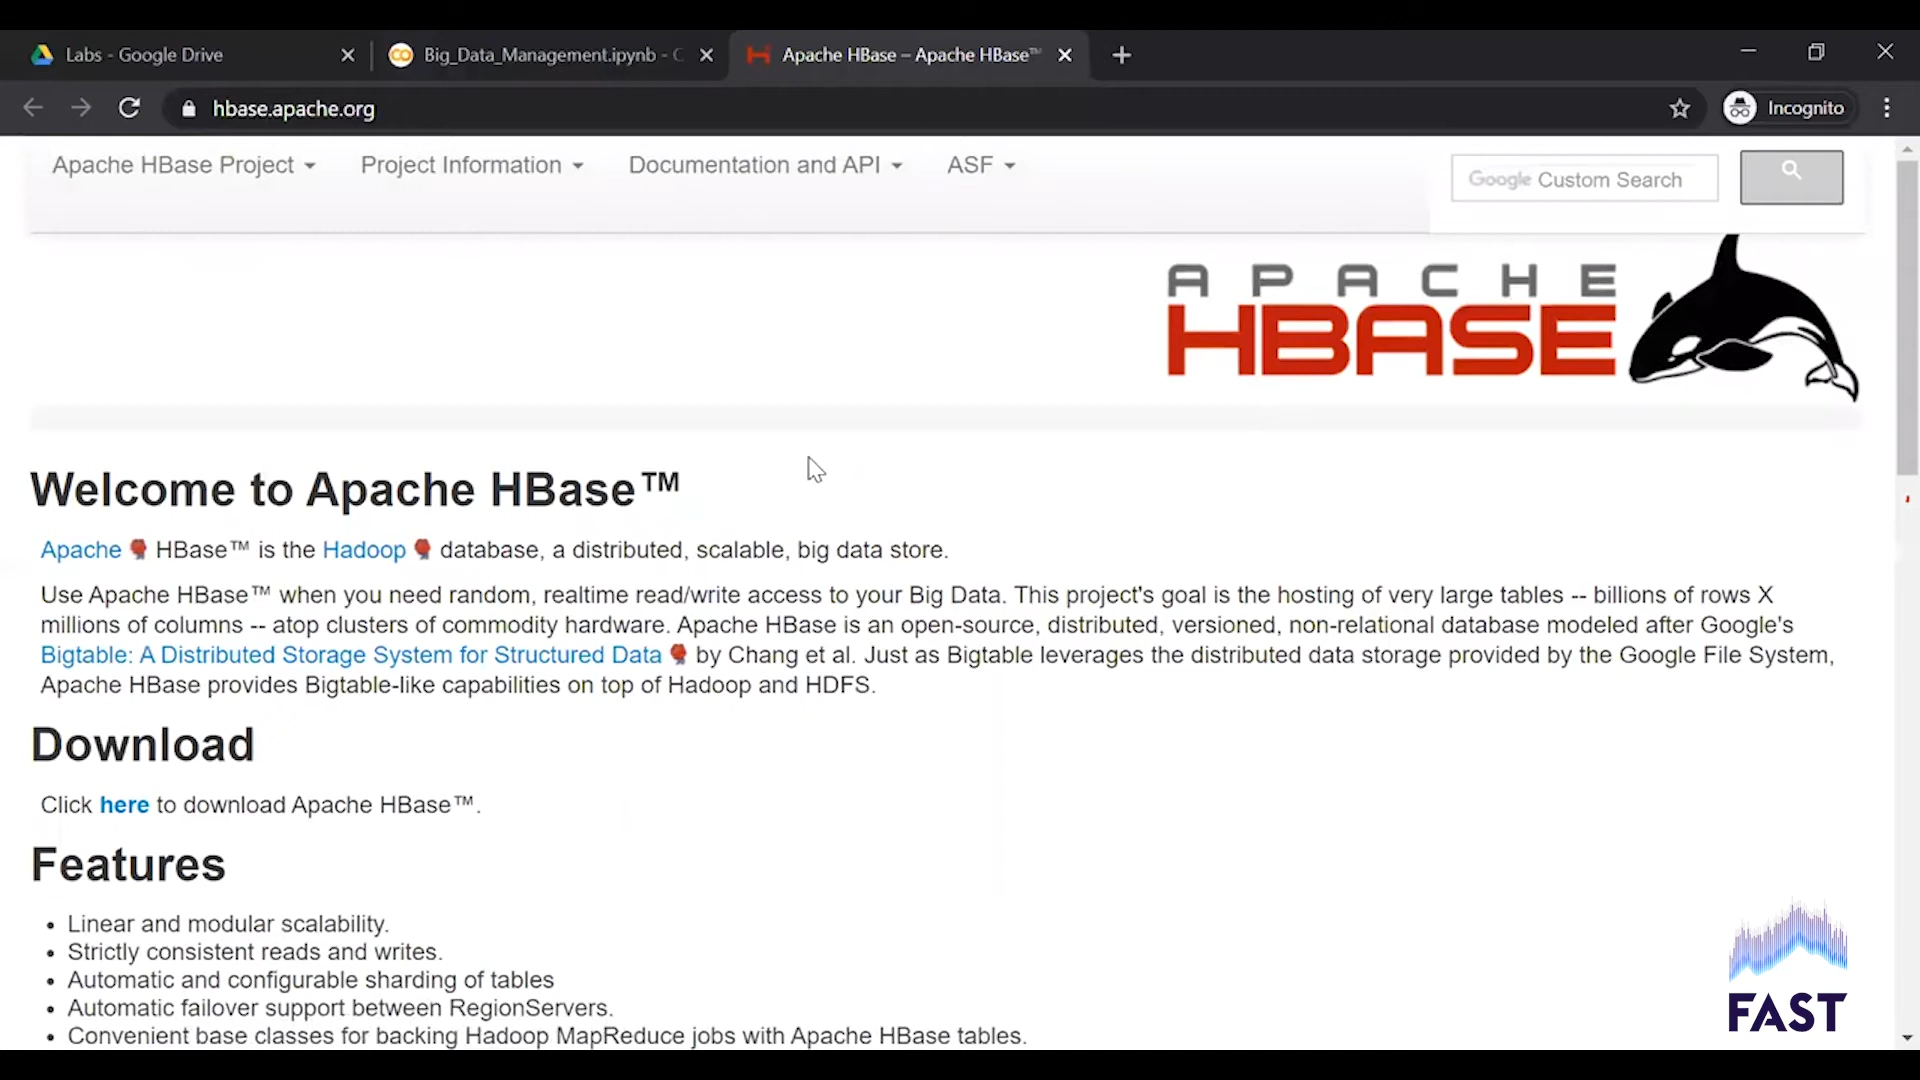 Labs - Google Drive
Big_Data_Management.ipynb - C
Apache HBase – Apache HBase™
hbase.apache.org
Incognito
Apache HBase Project
Project Information
Documentation and API
ASF
Google Custom Search
APACHE
HBASE
Welcome to Apache HBase™
Apache HBase™ is the Hadoop database, a distributed, scalable, big data store.
Use Apache HBase™ when you need random, realtime read/write access to your Big Data. This project's goal is the hosting of very large tables -- billions of rows X
millions of columns -- atop clusters of commodity hardware. Apache HBase is an open-source, distributed, versioned, non-relational database modeled after Google's
Bigtable: A Distributed Storage System for Structured Data by Chang et al. Just as Bigtable leverages the distributed data storage provided by the Google File System,
Apache HBase provides Bigtable-like capabilities on top of Hadoop and HDFS.
Download
Click here to download Apache HBase™.
Features
• Linear and modular scalability.
• Strictly consistent reads and writes.
• Automatic and configurable sharding of tables
• Automatic failover support between RegionServers.
• Convenient base classes for backing Hadoop MapReduce jobs with Apache HBase tables.
FAST